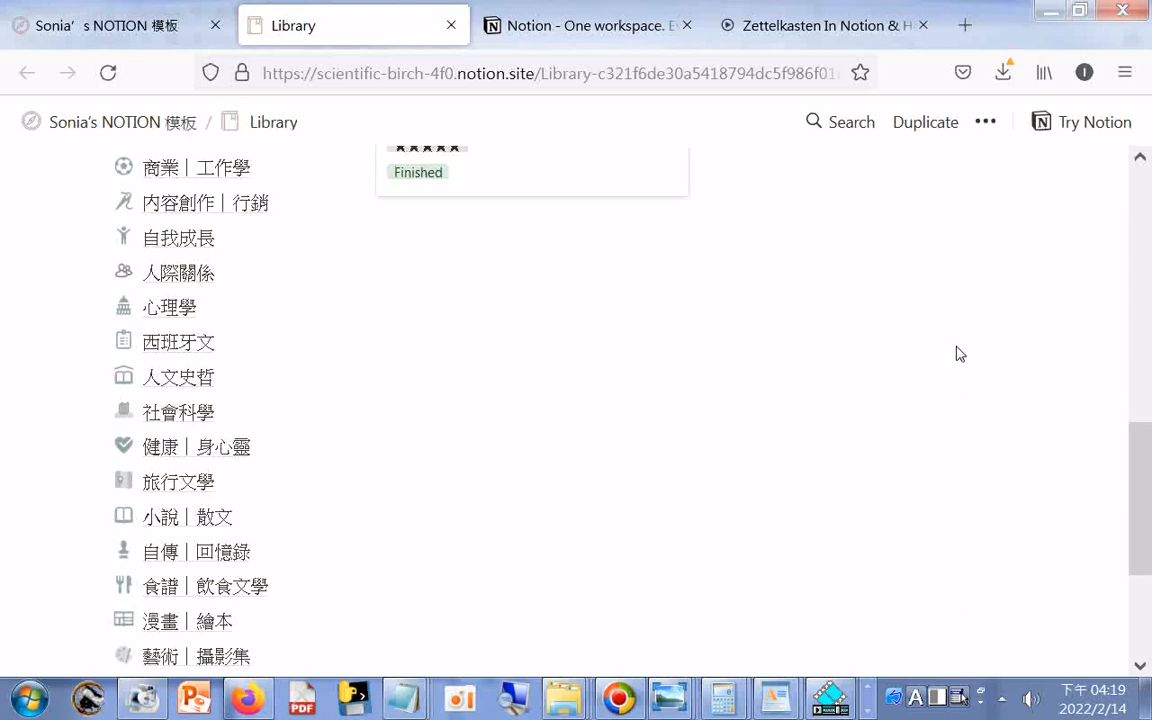 Sonia's NOTION 模板
Library
Notion - One workspace. E
Zettelkasten In Notion & H
https://scientific-birch-4f0.notion.site/Library-c321f6de30a5418794dc5f986f01
Sonia's NOTION 模板 / Library
Search
Duplicate
Try Notion
Finished
商業｜工作學
內容創作｜行銷
自我成長
人際關係
心理學
西班牙文
人文史哲
社會科學
健康｜身心靈
旅行文學
小說｜散文
自傳｜回憶錄
食譜｜飲食文學
漫畫｜繪本
藝術｜攝影集
PDF
A
下午 04:19
2022/2/14